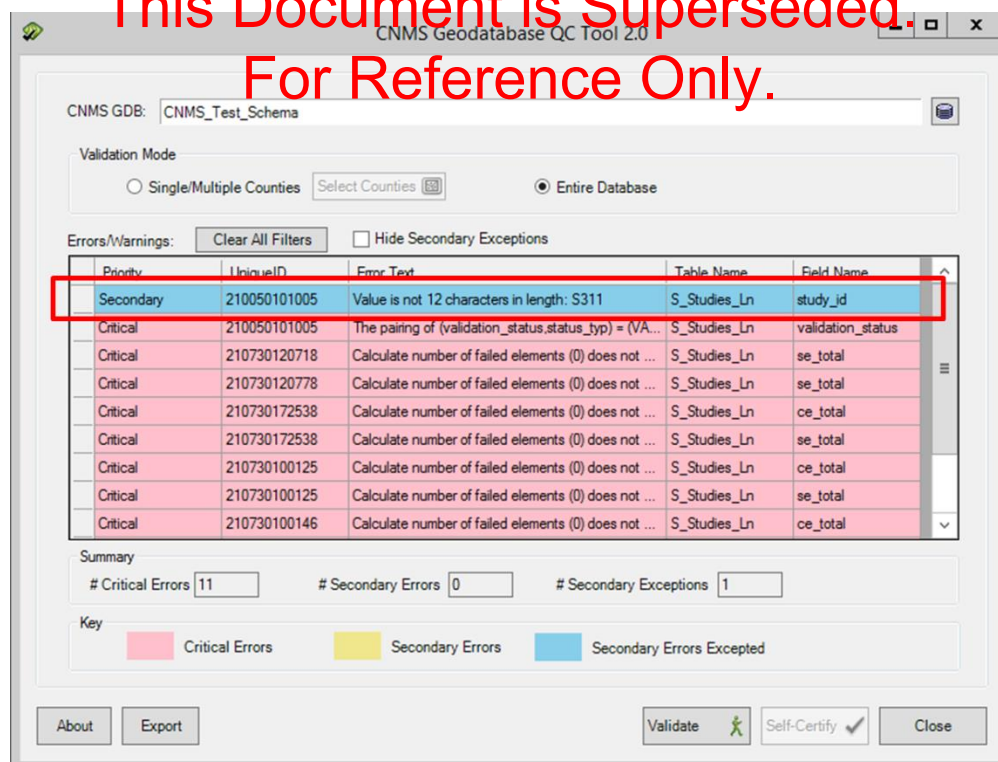 This Document is Superseded.
For Reference Only.
CNMS Geodatabase QC Tool 2.0
CNMS GDB: CNMS_Test_Schema
Validation Mode
Single/Multiple Counties Select Counties Entire Database
Errors/Warnings: Clear All Filters Hide Secondary Exceptions
Priority UniqueID Error Text Table Name Field Name
Secondary 210050101005 Value is not 12 characters in length: S311 S_Studies_Ln study_id
Critical 210050101005 The pairing of (validation_status,status_typ) = (VA... S_Studies_Ln validation_status
Critical 210730120718 Calculate number of failed elements (0) does not ... S_Studies_Ln se_total
Critical 210730120778 Calculate number of failed elements (0) does not ... S_Studies_Ln se_total
Critical 210730172538 Calculate number of failed elements (0) does not ... S_Studies_Ln ce_total
Critical 210730172538 Calculate number of failed elements (0) does not ... S_Studies_Ln se_total
Critical 210730100125 Calculate number of failed elements (0) does not ... S_Studies_Ln ce_total
Critical 210730100125 Calculate number of failed elements (0) does not ... S_Studies_Ln se_total
Critical 210730100146 Calculate number of failed elements (0) does not ... S_Studies_Ln ce_total
Summary
# Critical Errors 11 # Secondary Errors 0 # Secondary Exceptions 1
Key
Critical Errors Secondary Errors Secondary Errors Excepted
About Export Validate Self-Certify Close